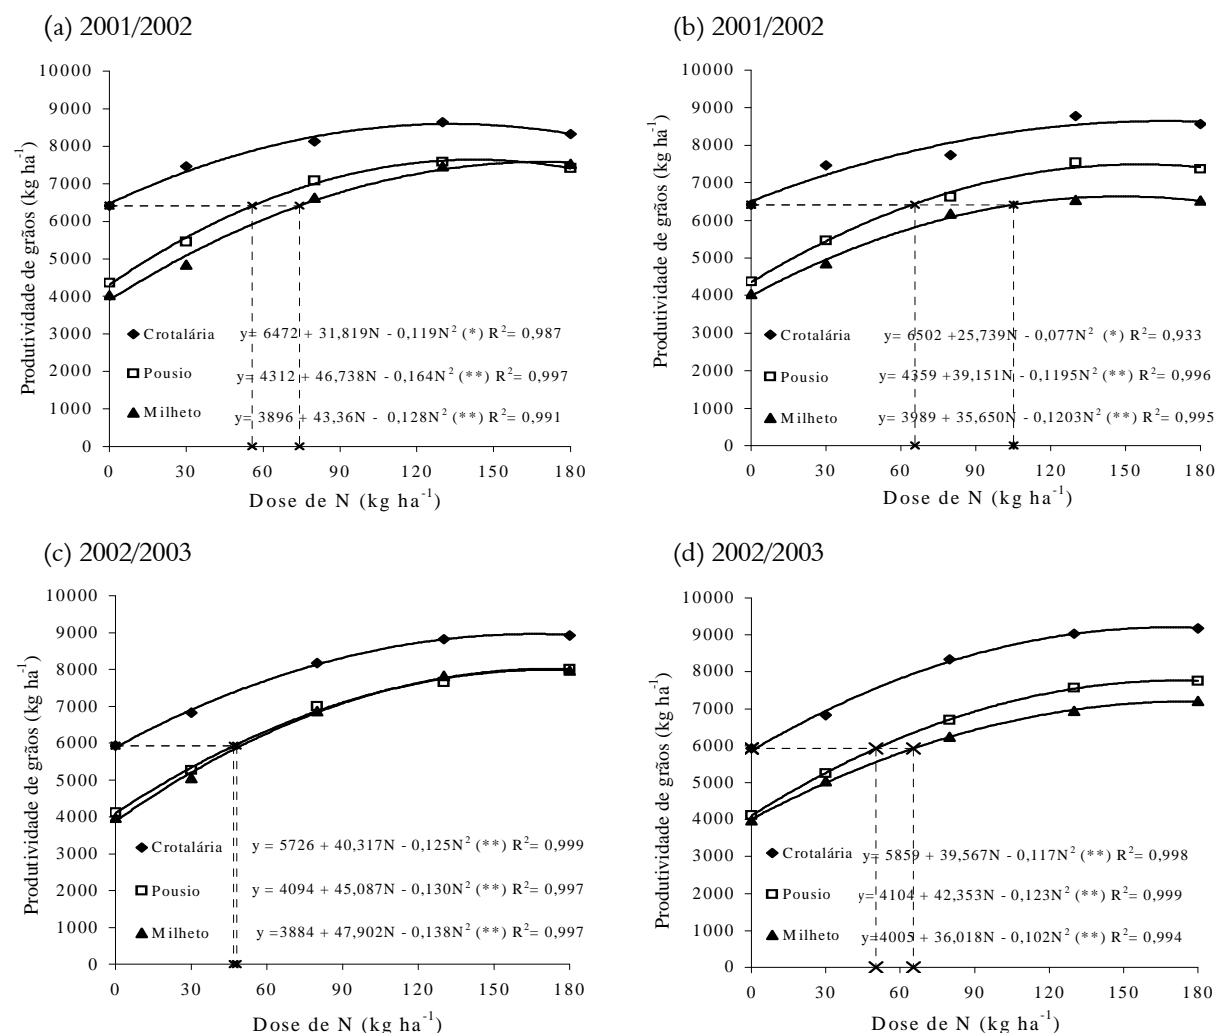 (a) 2001/2002
Produtividade de grãos (kg ha⁻¹)
10000
9000
8000
7000
6000
5000
4000
3000
2000
1000
0
Crotalária y= 6472 + 31,819N - 0,119N² (*) R²= 0,987
Pousio y= 4312 + 46,738N - 0,164N² (**) R²= 0,997
Milheto y= 3896 + 43,36N - 0,128N² (**) R²= 0,991
0 30 60 90 120 150 180
Dose de N (kg ha⁻¹)
(b) 2001/2002
Produtividade de grãos (kg ha⁻¹)
10000
9000
8000
7000
6000
5000
4000
3000
2000
1000
0
Crotalária y= 6502 +25,739N - 0,077N² (*) R²= 0,933
Pousio y= 4359 +39,151N - 0,1195N² (**) R²= 0,996
Milheto y= 3989 + 35,650N - 0,1203N² (**) R²= 0,995
0 30 60 90 120 150 180
Dose de N (kg ha⁻¹)
(c) 2002/2003
Produtividade de grãos (kg ha⁻¹)
10000
9000
8000
7000
6000
5000
4000
3000
2000
1000
0
Crotalária y = 5726 + 40,317N - 0,125N² (**) R²= 0,999
Pousio y = 4094 + 45,087N - 0,130N² (**) R²= 0,997
Milheto y =3884 + 47,902N - 0,138N² (**) R²= 0,997
0 30 60 90 120 150 180
Dose de N (kg ha⁻¹)
(d) 2002/2003
Produtividade de grãos (kg ha⁻¹)
10000
9000
8000
7000
6000
5000
4000
3000
2000
1000
0
Crotalária y= 5859 + 39,567N - 0,117N² (**) R²= 0,998
Pousio y= 4104 + 42,353N - 0,123N² (**) R²= 0,999
Milheto y=4005 + 36,018N - 0,102N² (**) R²= 0,994
0 30 60 90 120 150 180
Dose de N (kg ha⁻¹)